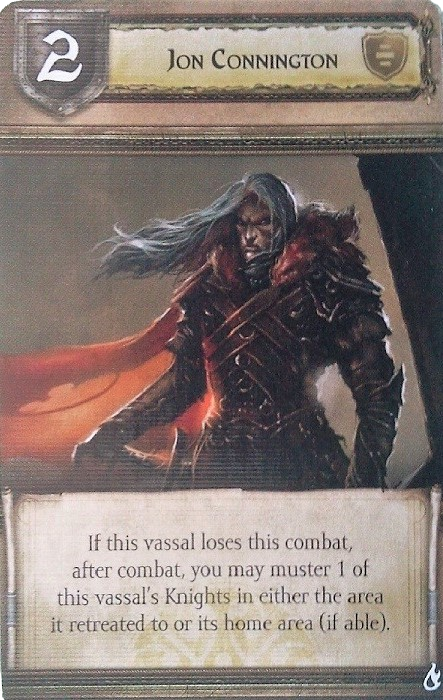 2
Jon Connington
If this vassal loses this combat,
after combat, you may muster 1 of
this vassal's Knights in either the area
it retreated to or its home area (if able).